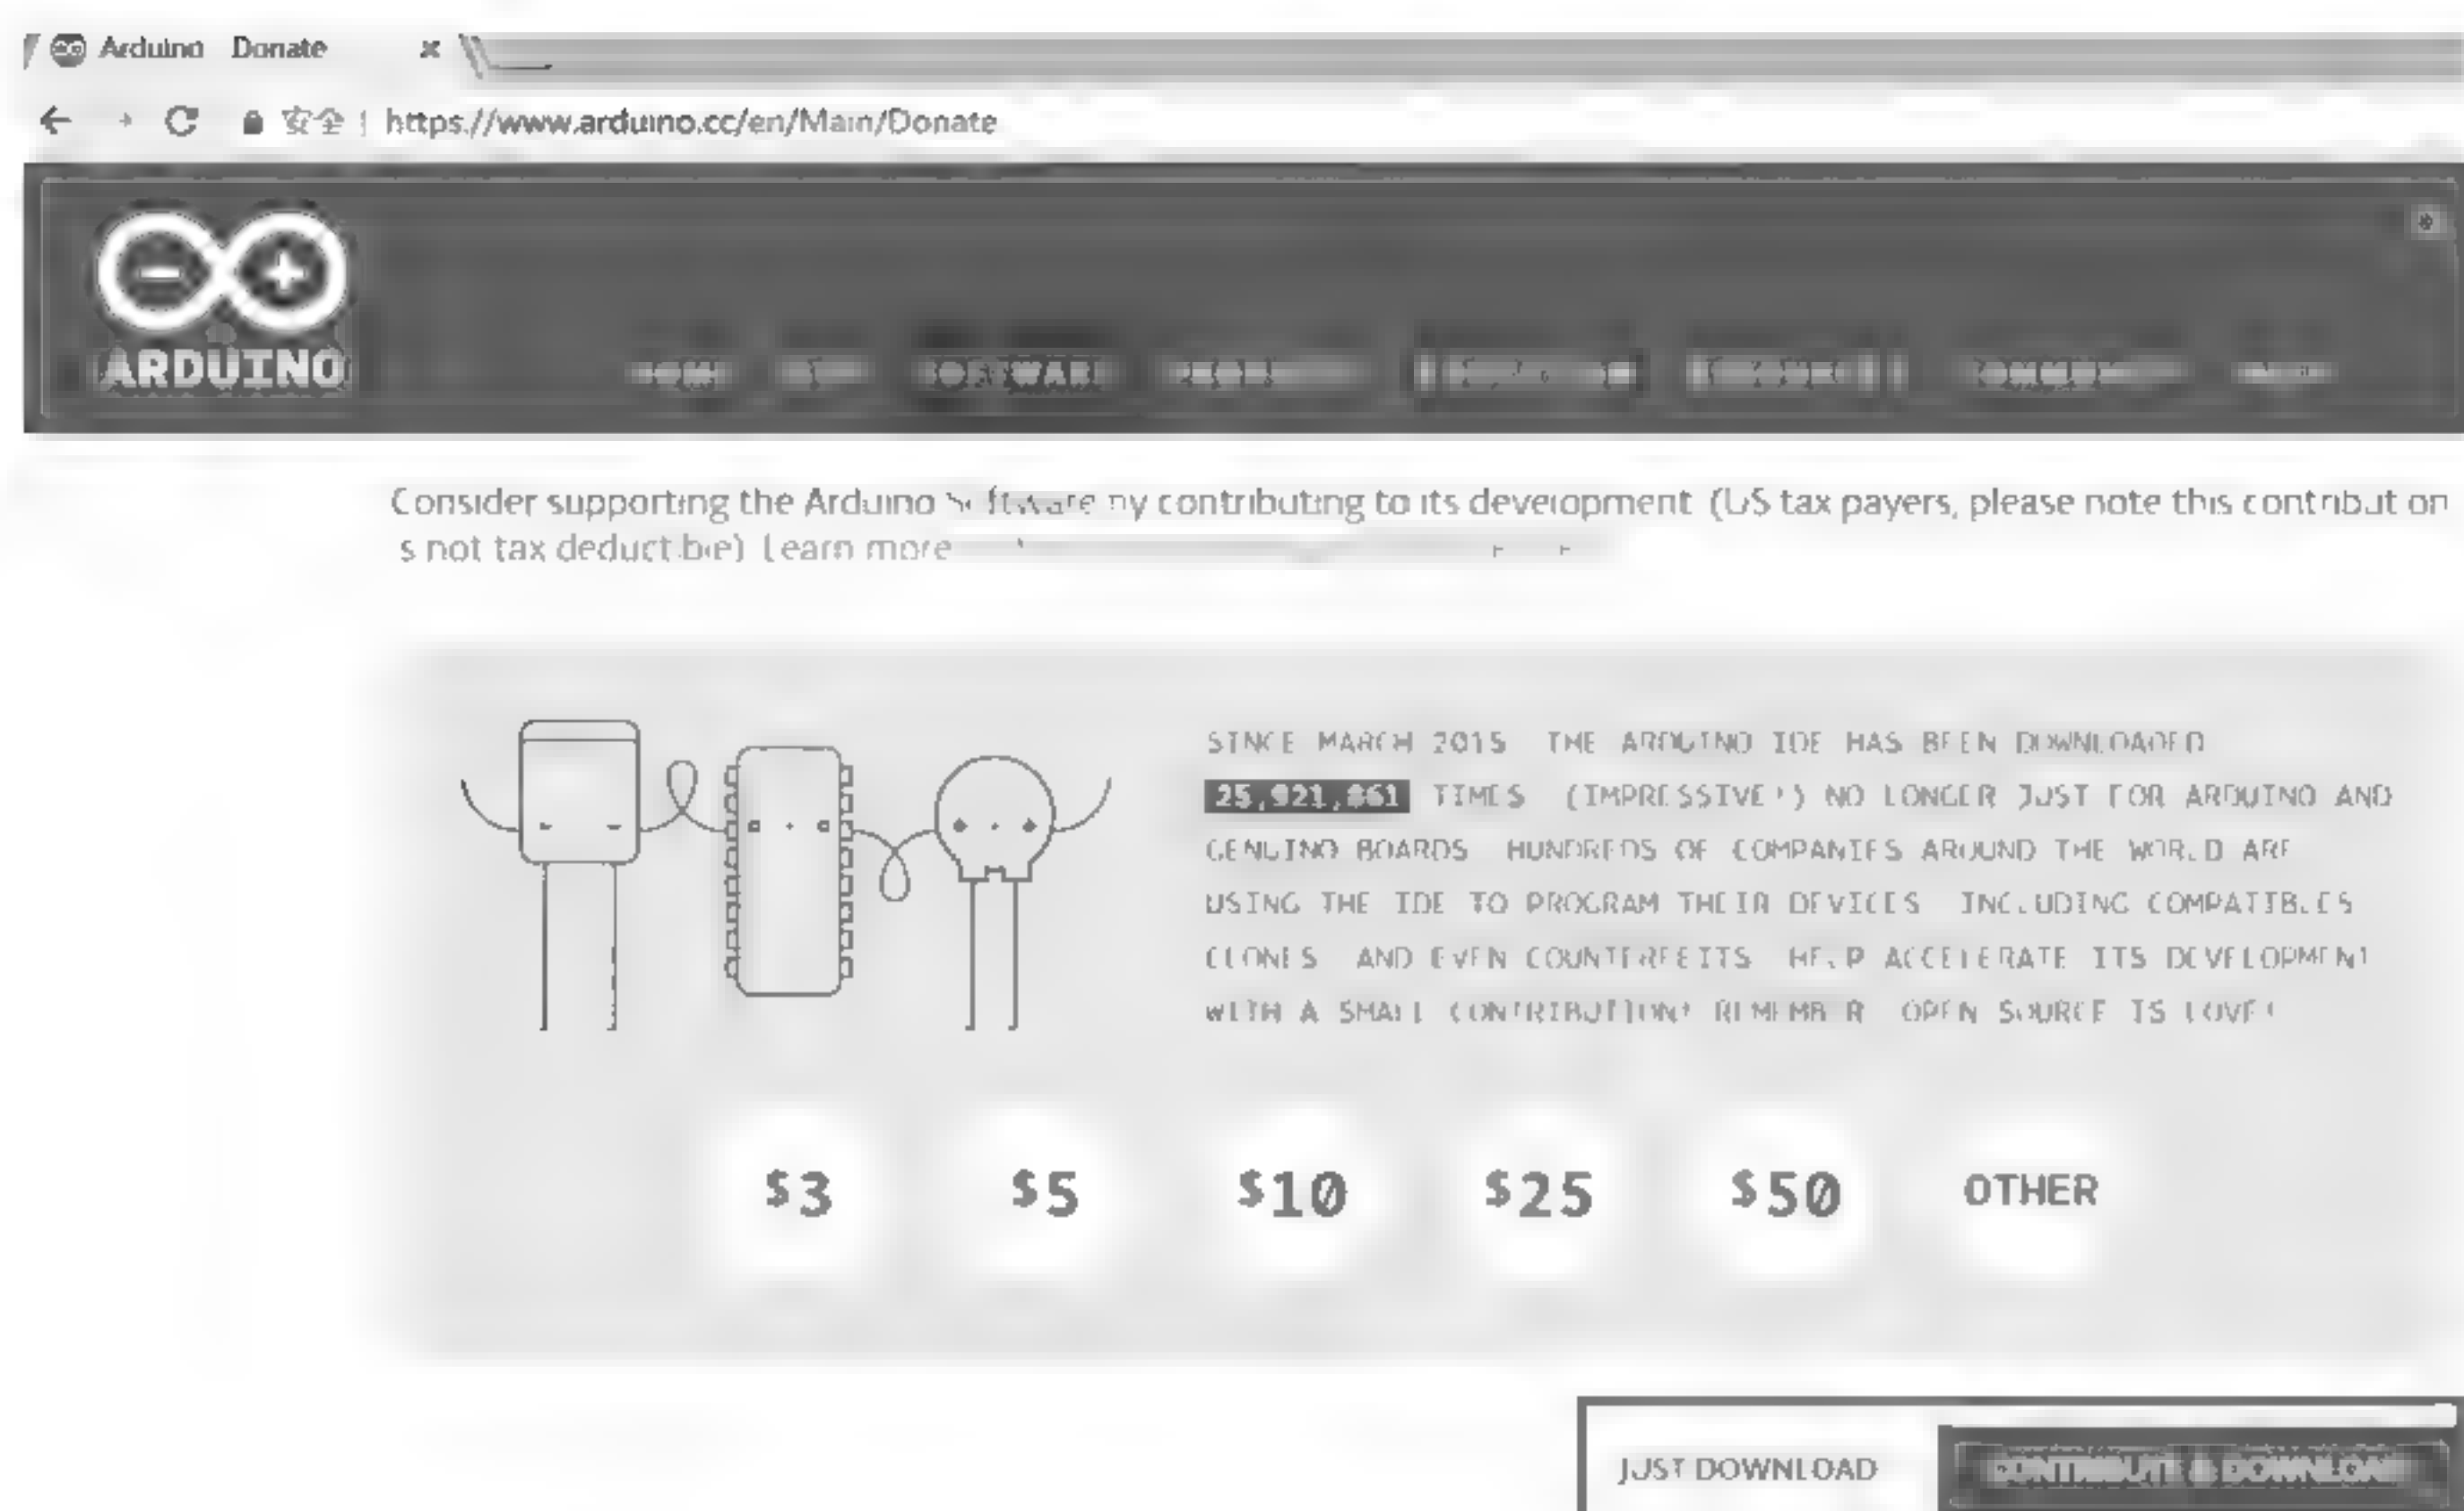 Arduino Donate
安全 https://www.arduino.cc/en/Main/Donate
ARDUINO
Consider supporting the Arduino Software by contributing to its development (US tax payers, please note this contribution
is not tax deductible) Learn more
SINCE MARCH 2015 THE ARDUINO IDE HAS BEEN DOWNLOADED
25,921,861 TIMES (IMPRESSIVE!) NO LONGER JUST FOR ARDUINO AND
GENUINO BOARDS HUNDREDS OF COMPANIES AROUND THE WORLD ARE
USING THE IDE TO PROGRAM THEIR DEVICES INCLUDING COMPATIBLES
CLONES AND EVEN COUNTERFEITS HELP ACCELERATE ITS DEVELOPMENT
WITH A SMALL CONTRIBUTION! REMEMBER OPEN SOURCE IS LOVE!
$3 $5 $10 $25 $50 OTHER
JUST DOWNLOAD CONTRIBUTE & DOWNLOAD